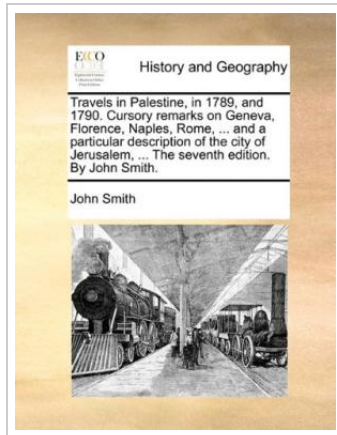 ECCO
History and Geography
Travels in Palestine, in 1789, and
1790. Cursory remarks on Geneva,
Florence, Naples, Rome, ... and a
particular description of the city of
Jerusalem, ... The seventh edition.
By John Smith.
John Smith